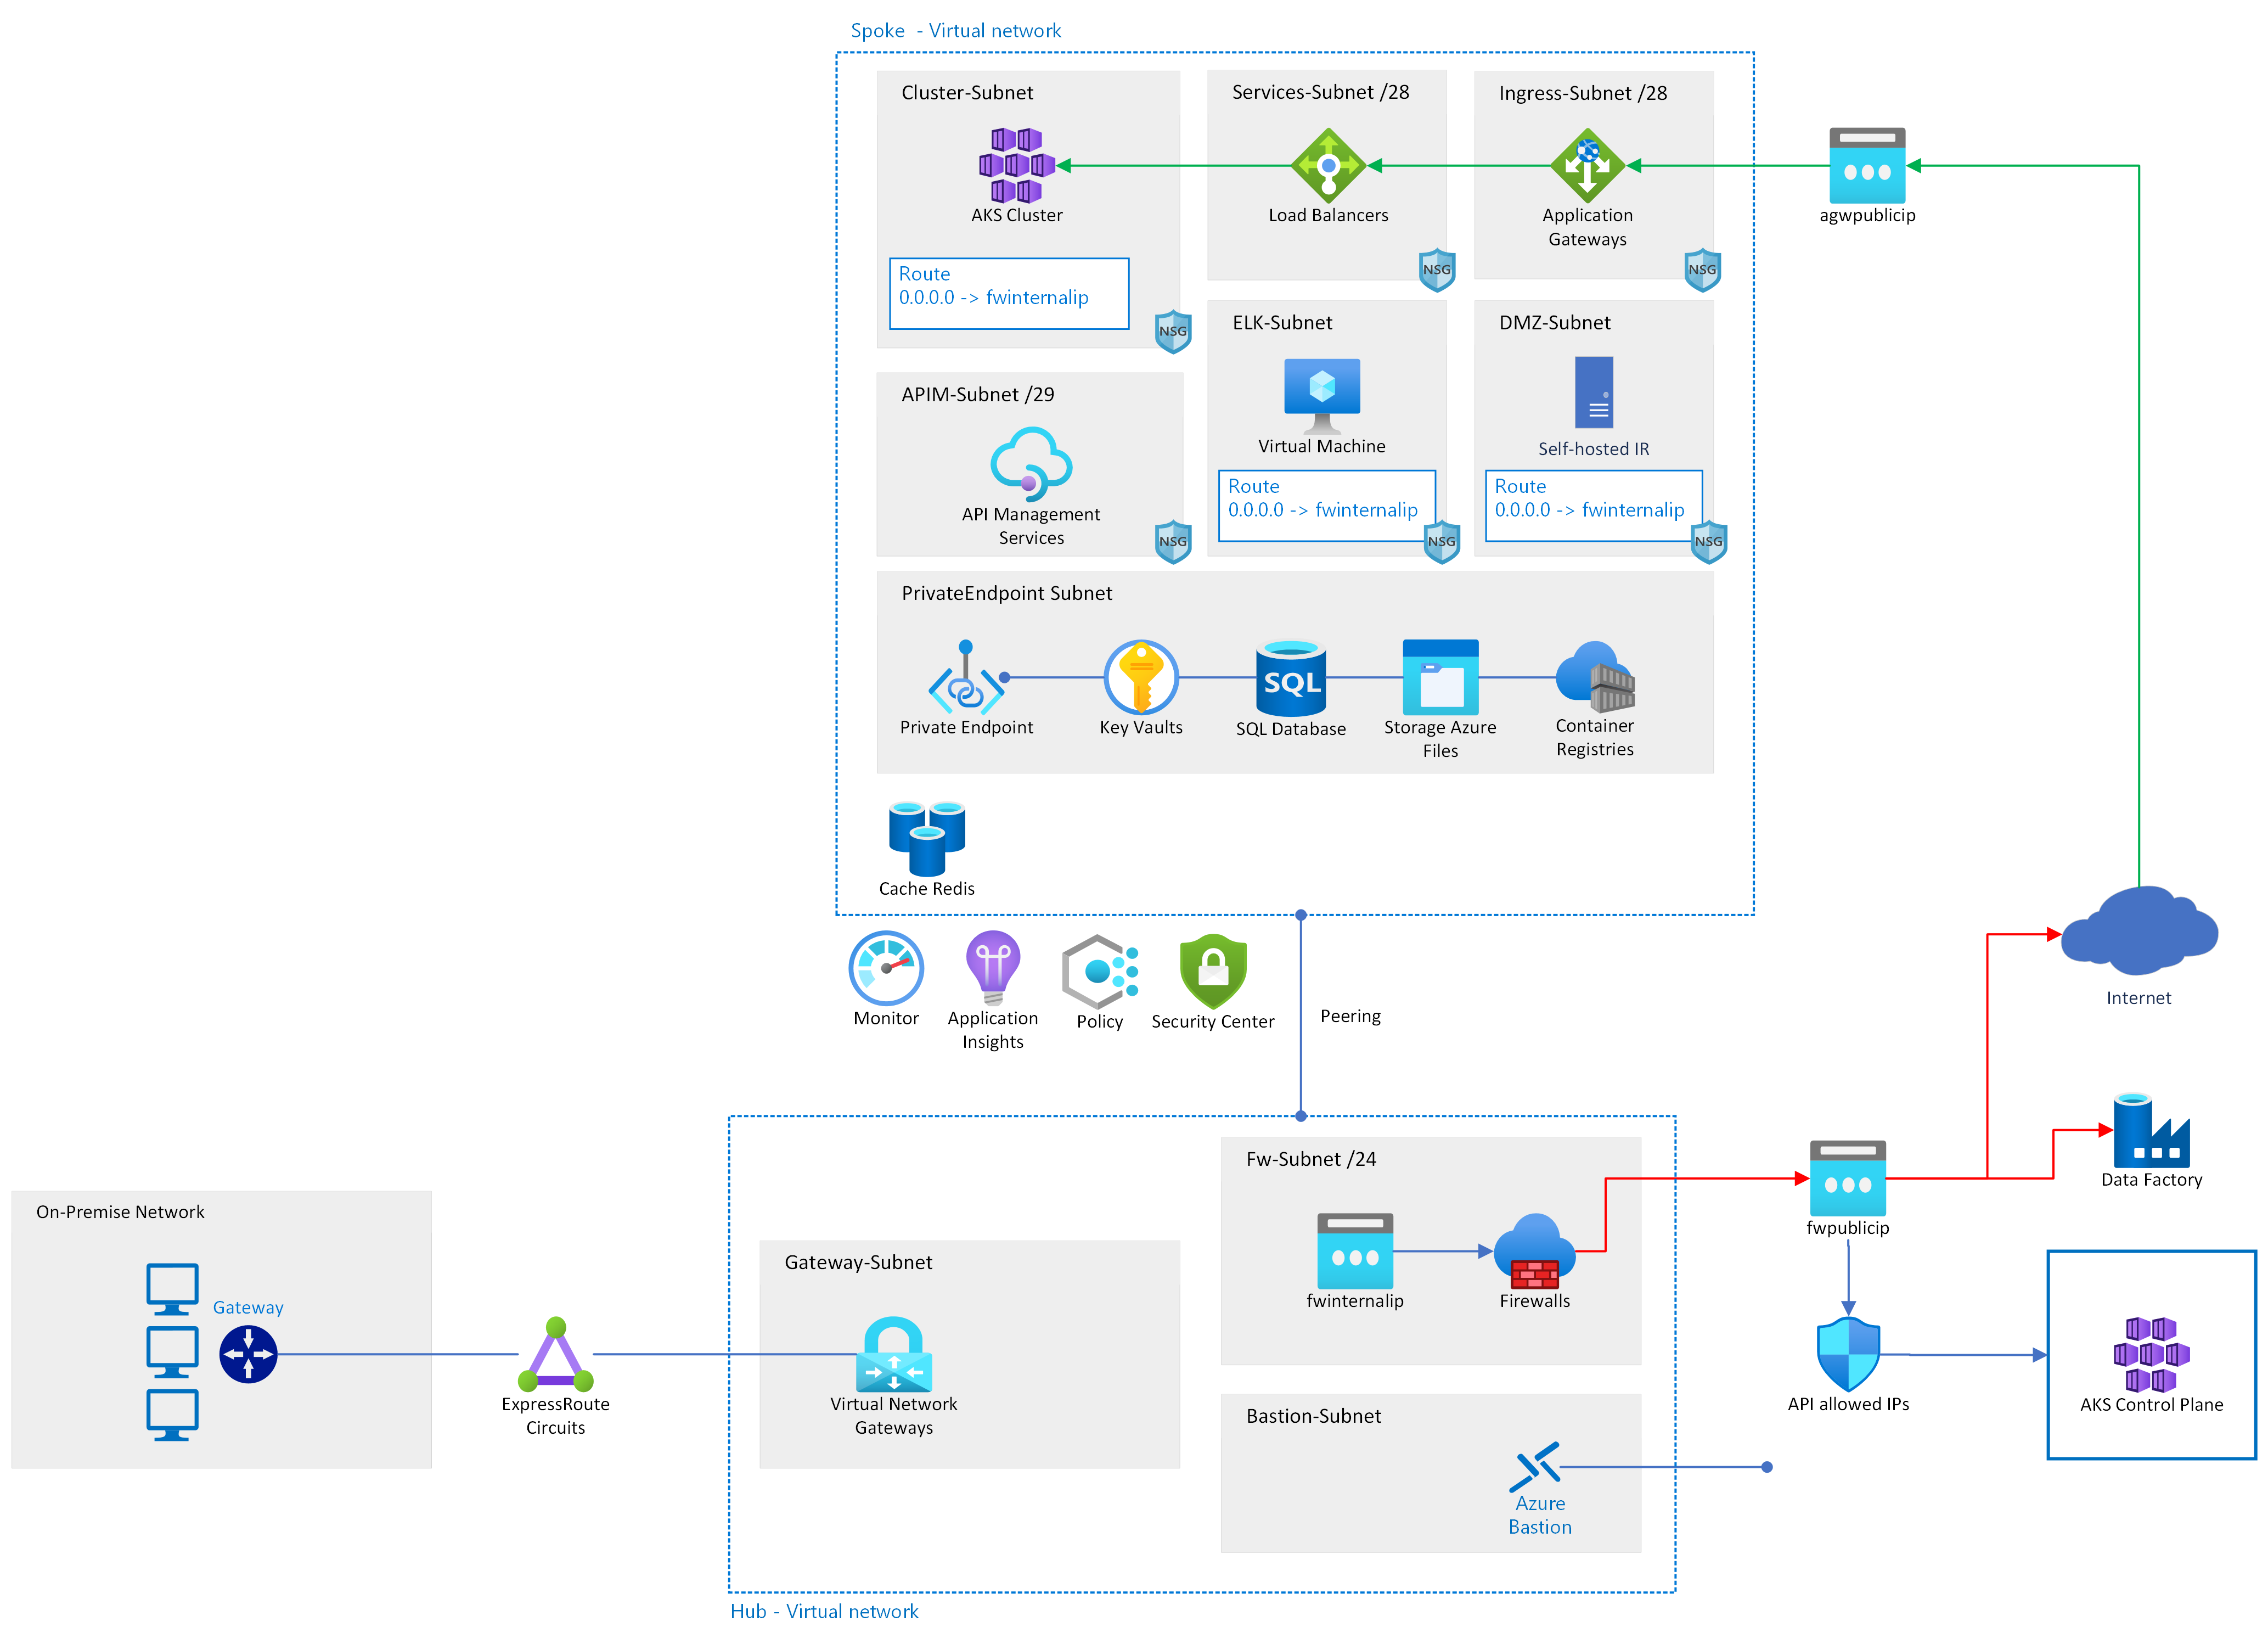 Spoke - Virtual network
Cluster-Subnet
AKS Cluster
Route
0.0.0.0 -> fwinternalip
NSG
Services-Subnet /28
Load Balancers
NSG
Ingress-Subnet /28
Application
Gateways
NSG
agwpublicip
APIM-Subnet /29
API Management
Services
NSG
ELK-Subnet
Virtual Machine
Route
0.0.0.0 -> fwinternalip
NSG
DMZ-Subnet
Self-hosted IR
Route
0.0.0.0 -> fwinternalip
NSG
PrivateEndpoint Subnet
Private Endpoint
Key Vaults
SQL
SQL Database
Storage Azure
Files
Container
Registries
Cache Redis
Monitor
Application
Insights
Policy
Security Center
Peering
Internet
Data Factory
On-Premise Network
Gateway
ExpressRoute
Circuits
Gateway-Subnet
Virtual Network
Gateways
Fw-Subnet /24
fwinternalip
Firewalls
fwpublicip
API allowed IPs
AKS Control Plane
Bastion-Subnet
Azure
Bastion
Hub - Virtual network